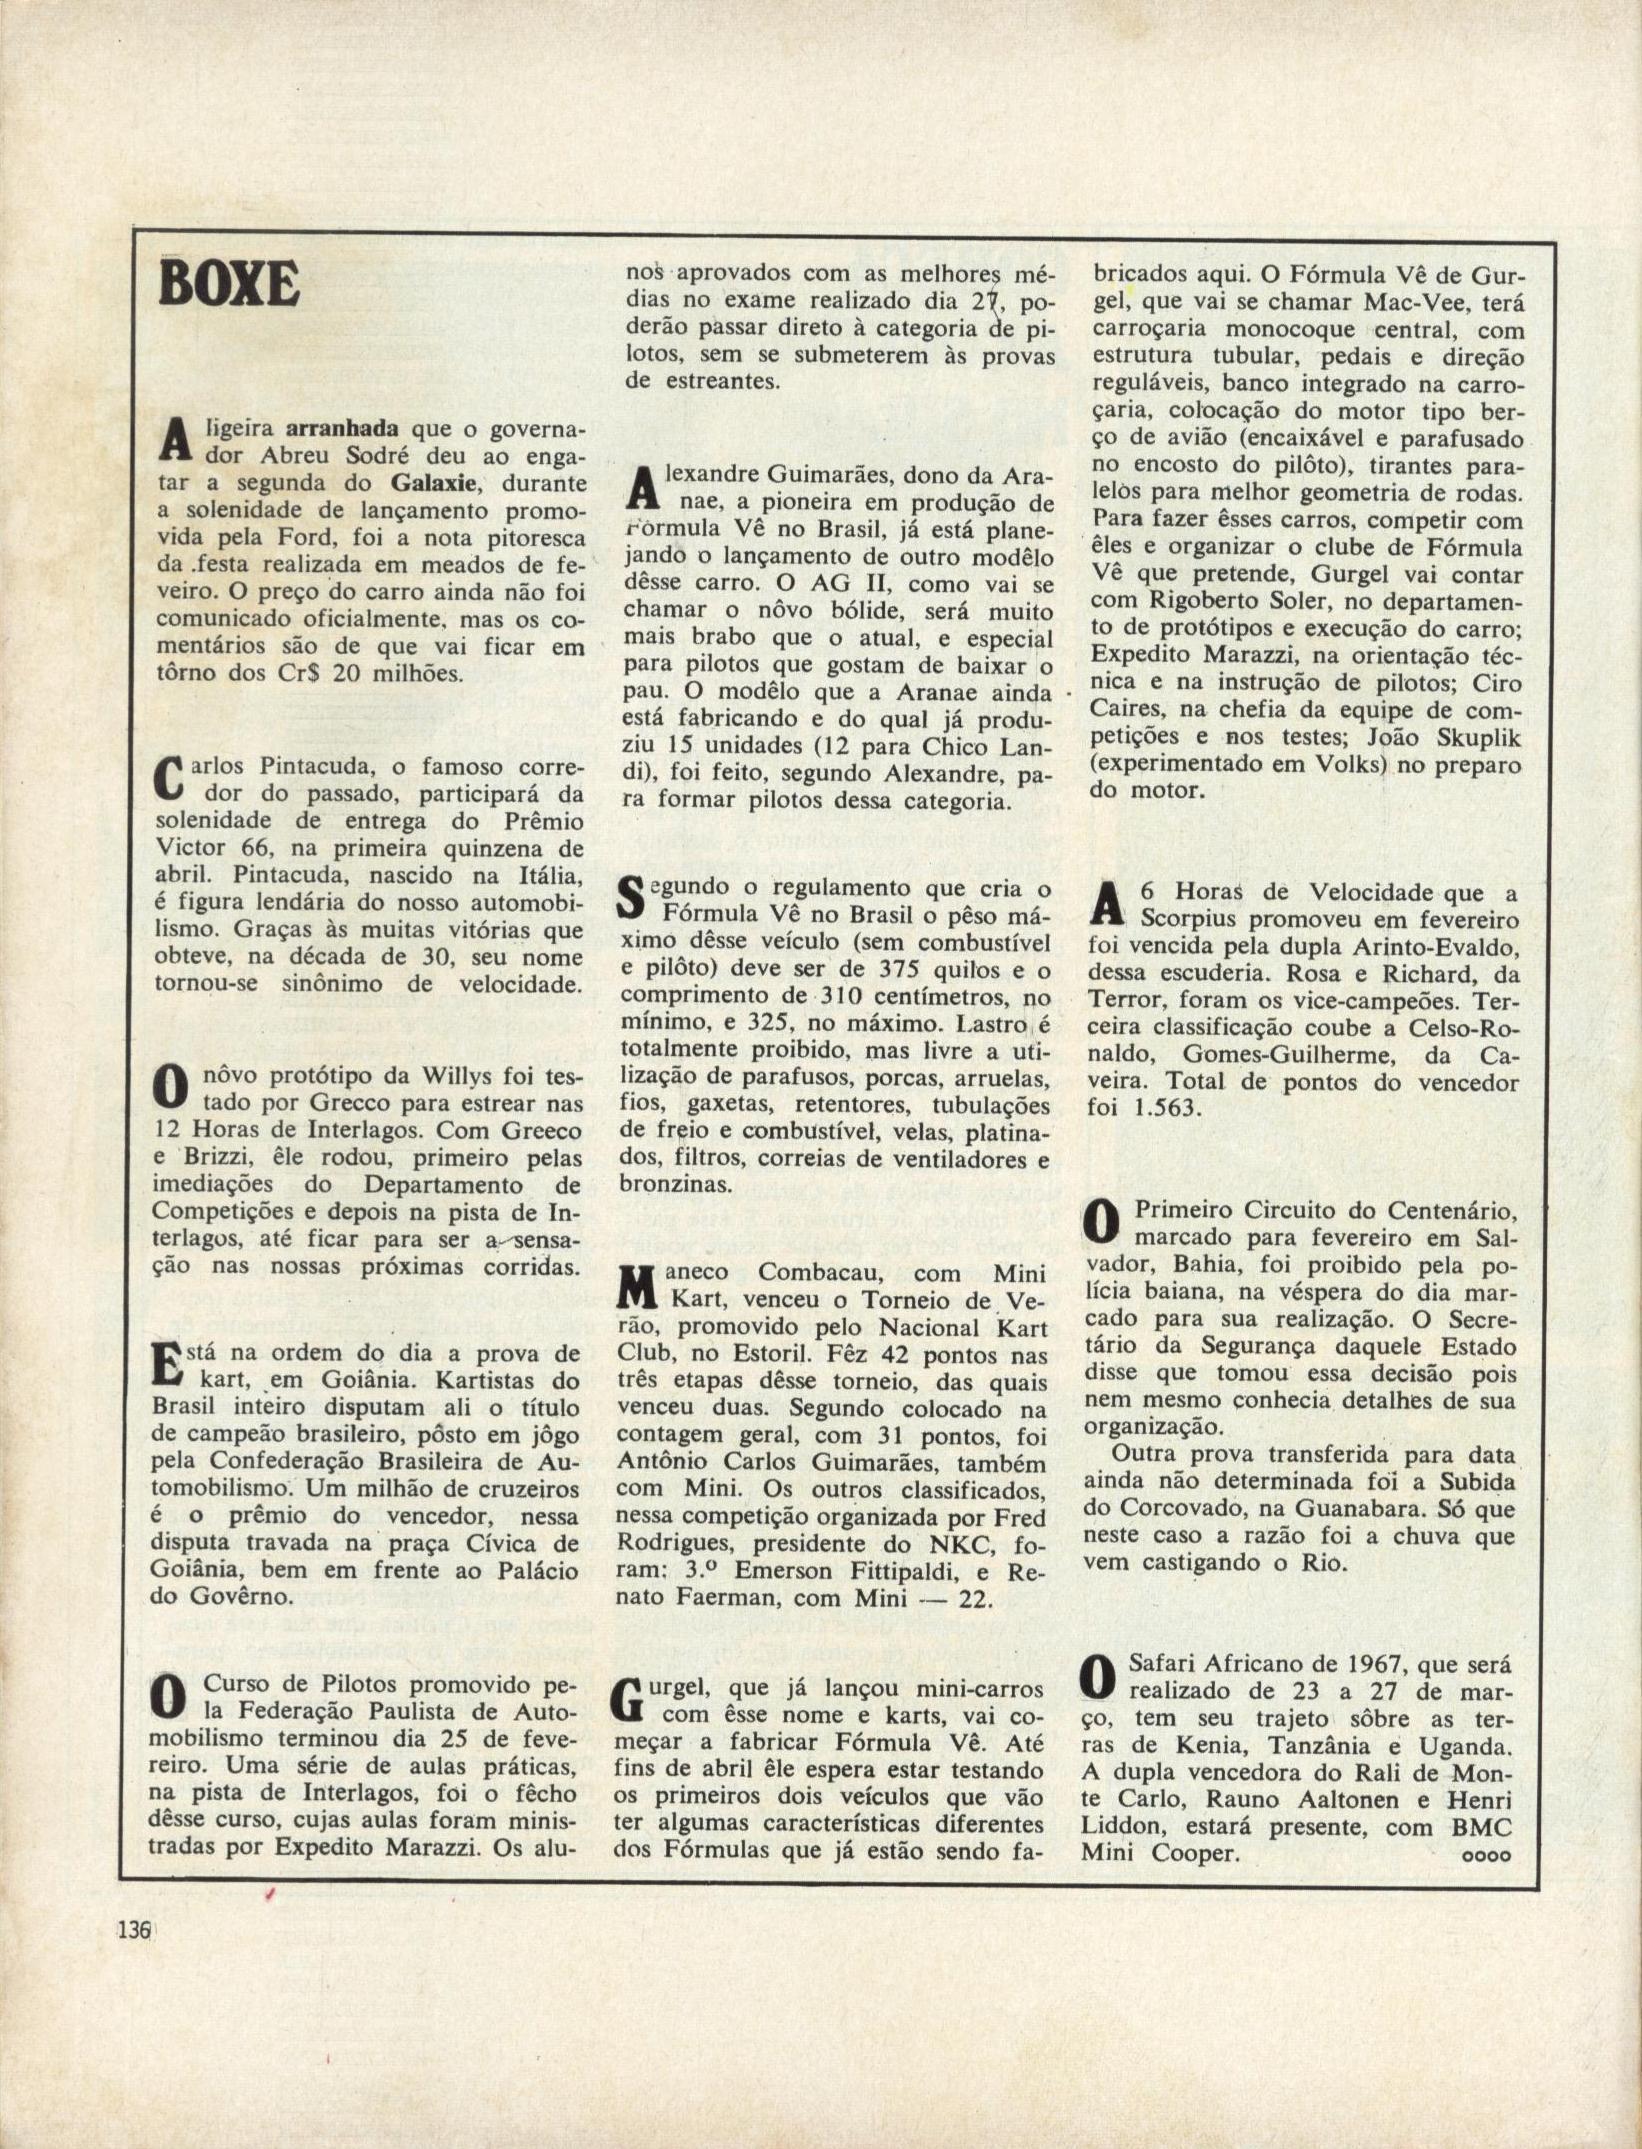 BOXE
A ligeira arranhada que o governa-
dor Abreu Sodré deu ao enga-
tar a segunda do Galaxie, durante
a solenidade de lançamento promo-
vida pela Ford, foi a nota pitoresca
da festa realizada em meados de fe-
veiro. O preço do carro ainda não foi
comunicado oficialmente, mas os co-
mentários são de que vai ficar em
tôrno dos Cr$ 20 milhões.
Carlos Pintacuda, o famoso corre-
dor do passado, participará da
solenidade de entrega do Prêmio
Victor 66, na primeira quinzena de
abril. Pintacuda, nascido na Itália,
é figura lendária do nosso automobi-
lismo. Graças às muitas vitórias que
obteve, na década de 30, seu nome
tornou-se sinônimo de velocidade.
O nôvo protótipo da Willys foi tes-
tado por Grecco para estrear nas
12 Horas de Interlagos. Com Greeco
e Brizzi, êle rodou, primeiro pelas
imediações do Departamento de
Competições e depois na pista de In-
terlagos, até ficar para ser a sensa-
ção nas nossas próximas corridas.
Está na ordem do dia a prova de
kart, em Goiânia. Kartistas do
Brasil inteiro disputam ali o título
de campeão brasileiro, pôsto em jôgo
pela Confederação Brasileira de Au-
tomobilismo. Um milhão de cruzeiros
é o prêmio do vencedor, nessa
disputa travada na praça Cívica de
Goiânia, bem em frente ao Palácio
do Govêrno.
O Curso de Pilotos promovido pe-
la Federação Paulista de Auto-
mobilismo terminou dia 25 de feve-
reiro. Uma série de aulas práticas,
na pista de Interlagos, foi o fêcho
dêsse curso, cujas aulas foram minis-
tradas por Expedito Marazzi. Os alu-
nos aprovados com as melhores mé-
dias no exame realizado dia 27, po-
derão passar direto à categoria de pi-
lotos, sem se submeterem às provas
de estreantes.
Alexandre Guimarães, dono da Ara-
nae, a pioneira em produção de
Fórmula Vê no Brasil, já está plane-
jando o lançamento de outro modêlo
dêsse carro. O AG II, como vai se
chamar o nôvo bólide, será muito
mais brabo que o atual, e especial
para pilotos que gostam de baixar o
pau. O modêlo que a Aranae ainda
está fabricando e do qual já produ-
ziu 15 unidades (12 para Chico Lan-
di), foi feito, segundo Alexandre, pa-
ra formar pilotos dessa categoria.
Segundo o regulamento que cria o
Fórmula Vê no Brasil o pêso má-
ximo dêsse veículo (sem combustível
e pilôto) deve ser de 375 quilos e o
comprimento de 310 centímetros, no
mínimo, e 325, no máximo. Lastro é
totalmente proibido, mas livre a uti-
lização de parafusos, porcas, arruelas,
fios, gaxetas, retentores, tubulações
de freio e combustível, velas, platina-
dos, filtros, correias de ventiladores e
bronzinas.
Maneco Combacau, com Mini
Kart, venceu o Torneio de Ve-
rão, promovido pelo Nacional Kart
Club, no Estoril. Fêz 42 pontos nas
três etapas dêsse torneio, das quais
venceu duas. Segundo colocado na
contagem geral, com 31 pontos, foi
Antônio Carlos Guimarães, também
com Mini. Os outros classificados,
nessa competição organizada por Fred
Rodrigues, presidente do NKC, fo-
ram: 3.º Emerson Fittipaldi, e Re-
nato Faerman, com Mini — 22.
Gurgel, que já lançou mini-carros
com êsse nome e karts, vai co-
meçar a fabricar Fórmula Vê. Até
fins de abril êle espera estar testando
os primeiros dois veículos que vão
ter algumas características diferentes
dos Fórmulas que já estão sendo fa-
bricados aqui. O Fórmula Vê de Gur-
gel, que vai se chamar Mac-Vee, terá
carroçaria monocoque central, com
estrutura tubular, pedais e direção
reguláveis, banco integrado na carro-
çaria, colocação do motor tipo ber-
ço de avião (encaixável e parafusado
no encosto do pilôto), tirantes para-
lelos para melhor geometria de rodas.
Para fazer êsses carros, competir com
êles e organizar o clube de Fórmula
Vê que pretende, Gurgel vai contar
com Rigoberto Soler, no departamen-
to de protótipos e execução do carro;
Expedito Marazzi, na orientação téc-
nica e na instrução de pilotos; Ciro
Caires, na chefia da equipe de com-
petições e nos testes; João Skuplik
(experimentado em Volks) no preparo
do motor.
A 6 Horas de Velocidade que a
Scorpius promoveu em fevereiro
foi vencida pela dupla Arinto-Evaldo,
dessa escuderia. Rosa e Richard, da
Terror, foram os vice-campeões. Ter-
ceira classificação coube a Celso-Ro-
naldo, Gomes-Guilherme, da Ca-
veira. Total de pontos do vencedor
foi 1.563.
O Primeiro Circuito do Centenário,
marcado para fevereiro em Sal-
vador, Bahia, foi proibido pela po-
lícia baiana, na véspera do dia mar-
cado para sua realização. O Secre-
tário da Segurança daquele Estado
disse que tomou essa decisão pois
nem mesmo conhecia detalhes de sua
organização.
Outra prova transferida para data
ainda não determinada foi a Subida
do Corcovado, na Guanabara. Só que
neste caso a razão foi a chuva que
vem castigando o Rio.
O Safari Africano de 1967, que será
realizado de 23 a 27 de mar-
ço, tem seu trajeto sôbre as ter-
ras de Kenia, Tanzânia e Uganda.
A dupla vencedora do Rali de Mon-
te Carlo, Rauno Aaltonen e Henri
Liddon, estará presente, com BMC
Mini Cooper. oooo
136